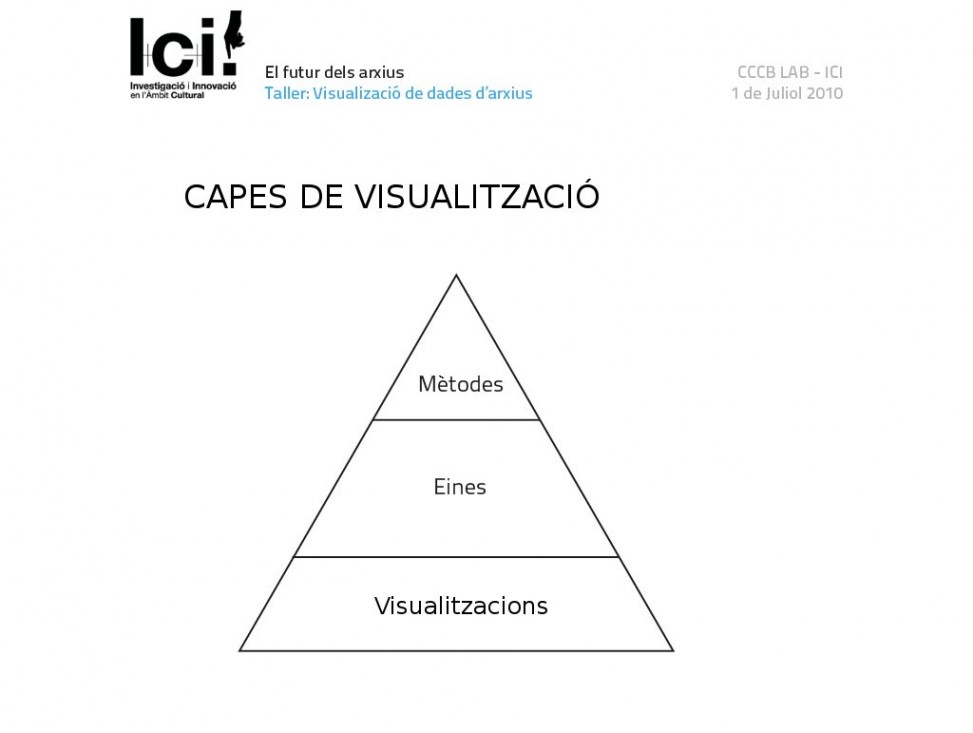 Ici!
Investigació i Innovació
en l'Àmbit Cultural
El futur dels arxius
Taller: Visualizació de dades d'arxius
CCCB LAB - ICI
1 de Juliol 2010
CAPES DE VISUALITZACIÓ
Mètodes
Eines
Visualitzacions